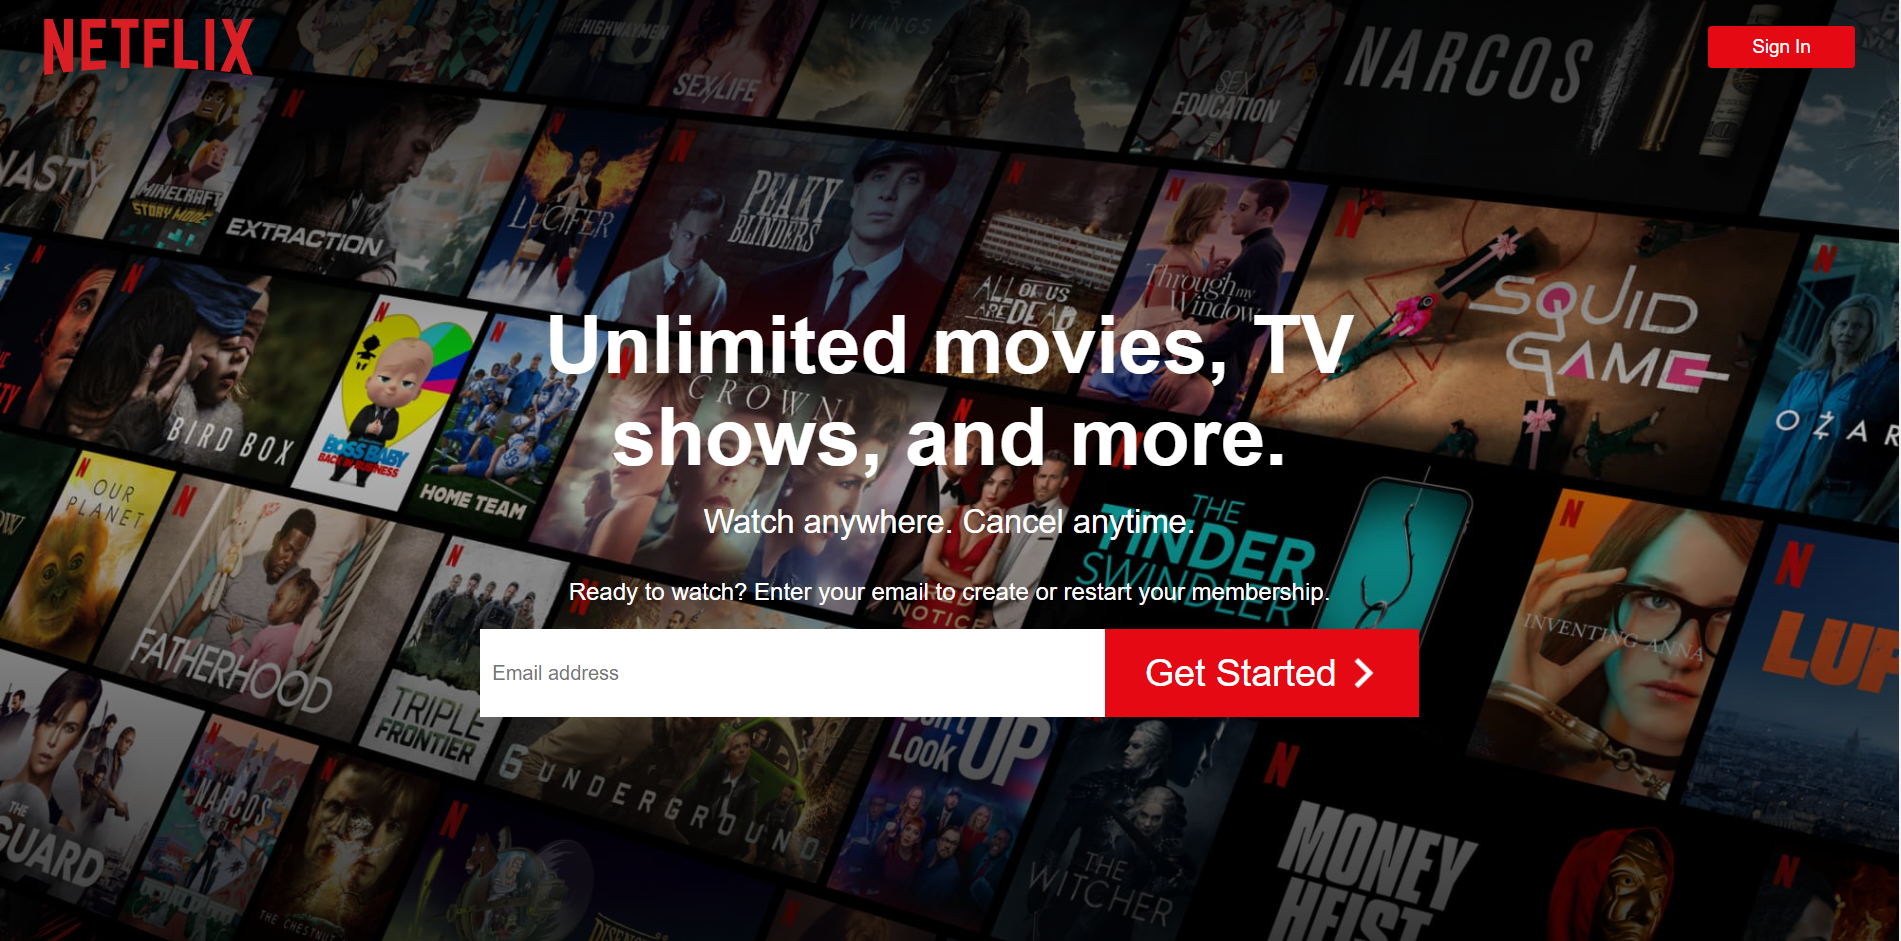 NETFLIX
Sign In
THE HIGHWAYMEN
SEX/LIFE
VIKINGS
SEX
EDUCATION
NARCOS
NASTY
MINECRAFT
STORY MODE
EXTRACTION
LUCIFER
PEAKY
BLINDERS
ALL OF US
ARE DEAD
Through my
Window
SQUID
GAME
BIRD BOX
BOSS BABY
BACK IN BUSINESS
HOME TEAM
CROWN
OŻAR
Unlimited movies, TV
shows, and more.
Watch anywhere. Cancel anytime.
Ready to watch? Enter your email to create or restart your membership.
Email address
Get Started
OUR
PLANET
FATHERHOOD
TRIPLE
FRONTIER
NOTICE
THE
TINDER
SWINDLER
INVENTING ANNA
LUP
THE
GUARD
NARCOS
THE CHESTNUT
6 UNDERGROUND
DISEN
Don't
Look UP
THE
WITCHER
MONEY
HEIST